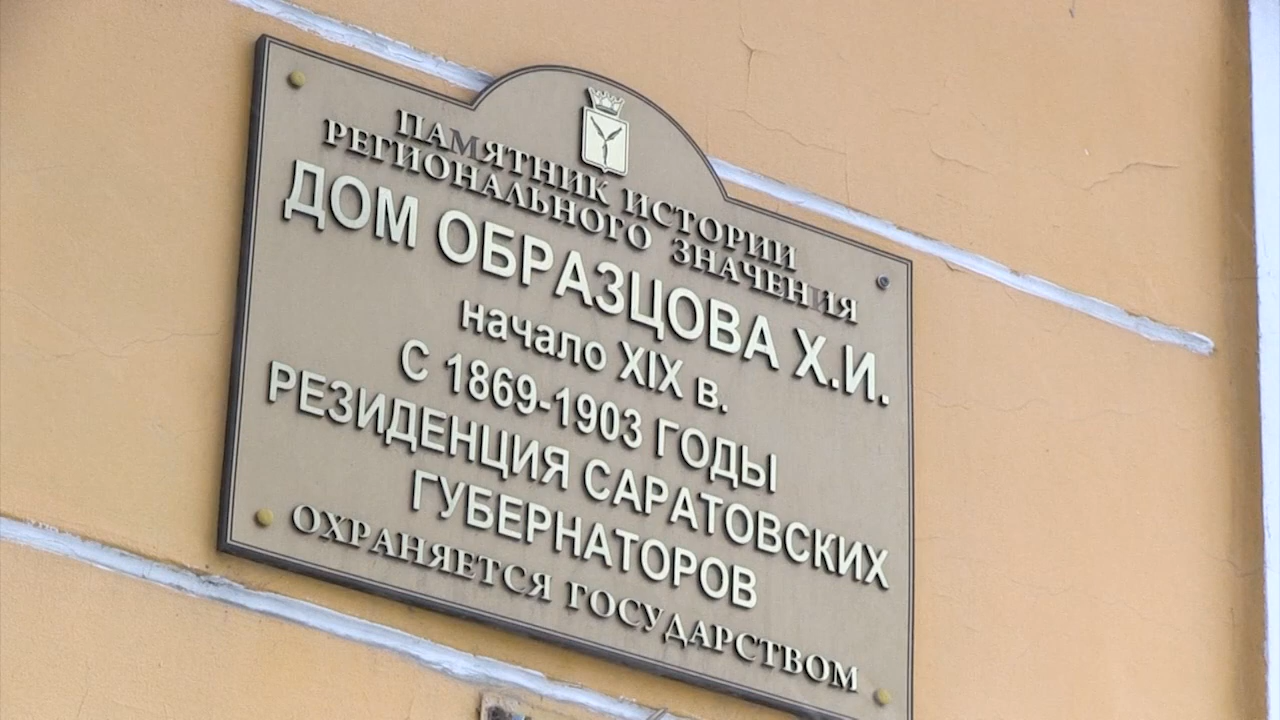 ПАМЯТНИК ИСТОРИИ
РЕГИОНАЛЬНОГО ЗНАЧЕНИЯ
ДОМ ОБРАЗЦОВА Х.И.
начало XIX в.
С 1869-1903 ГОДЫ
РЕЗИДЕНЦИЯ САРАТОВСКИХ
ГУБЕРНАТОРОВ
ОХРАНЯЕТСЯ ГОСУДАРСТВОМ